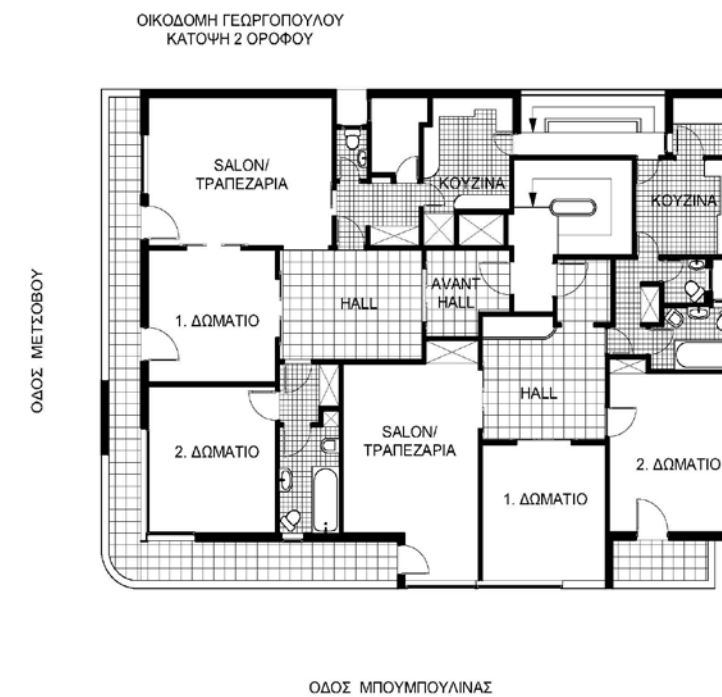 ΟΙΚΟΔΟΜΗ ΓΕΩΡΓΟΠΟΥΛΟΥ
ΚΑΤΟΨΗ 2 ΟΡΟΦΟΥ
SALON/
ΤΡΑΠΕΖΑΡΙΑ
ΚΟΥΖΙΝΑ
ΚΟΥΖΙΝΑ
AVANT
HALL
HALL
1. ΔΩΜΑΤΙΟ
ΟΔΟΣ ΜΕΤΣΟΒΟΥ
HALL
SALON/
ΤΡΑΠΕΖΑΡΙΑ
2. ΔΩΜΑΤΙΟ
2. ΔΩΜΑΤΙΟ
1. ΔΩΜΑΤΙΟ
ΟΔΟΣ ΜΠΟΥΜΠΟΥΛΙΝΑΣ